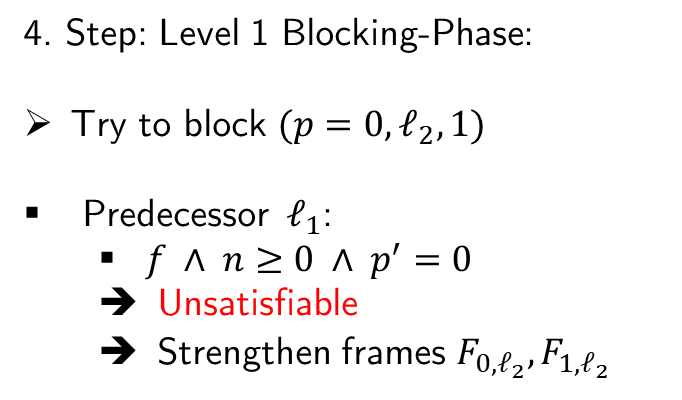 4. Step: Level 1 Blocking-Phase:
➤ Try to block (p = 0, ℓ₂, 1)
▪ Predecessor ℓ₁:
▪ f ∧ n ≥ 0 ∧ p′ = 0
➔ Unsatisfiable
➔ Strengthen frames F₀,ℓ₂, F₁,ℓ₂